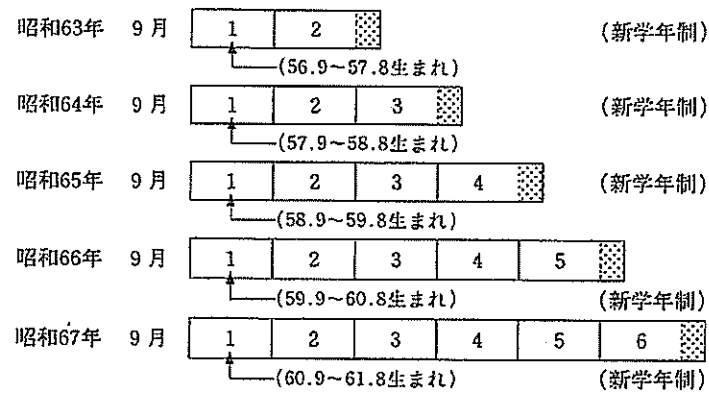 昭和63年 9月 1 2 (新学年制)
(56.9~57.8生まれ)
昭和64年 9月 1 2 3 (新学年制)
(57.9~58.8生まれ)
昭和65年 9月 1 2 3 4 (新学年制)
(58.9~59.8生まれ)
昭和66年 9月 1 2 3 4 5
(59.9~60.8生まれ) (新学年制)
昭和67年 9月 1 2 3 4 5 6
(60.9~61.8生まれ) (新学年制)